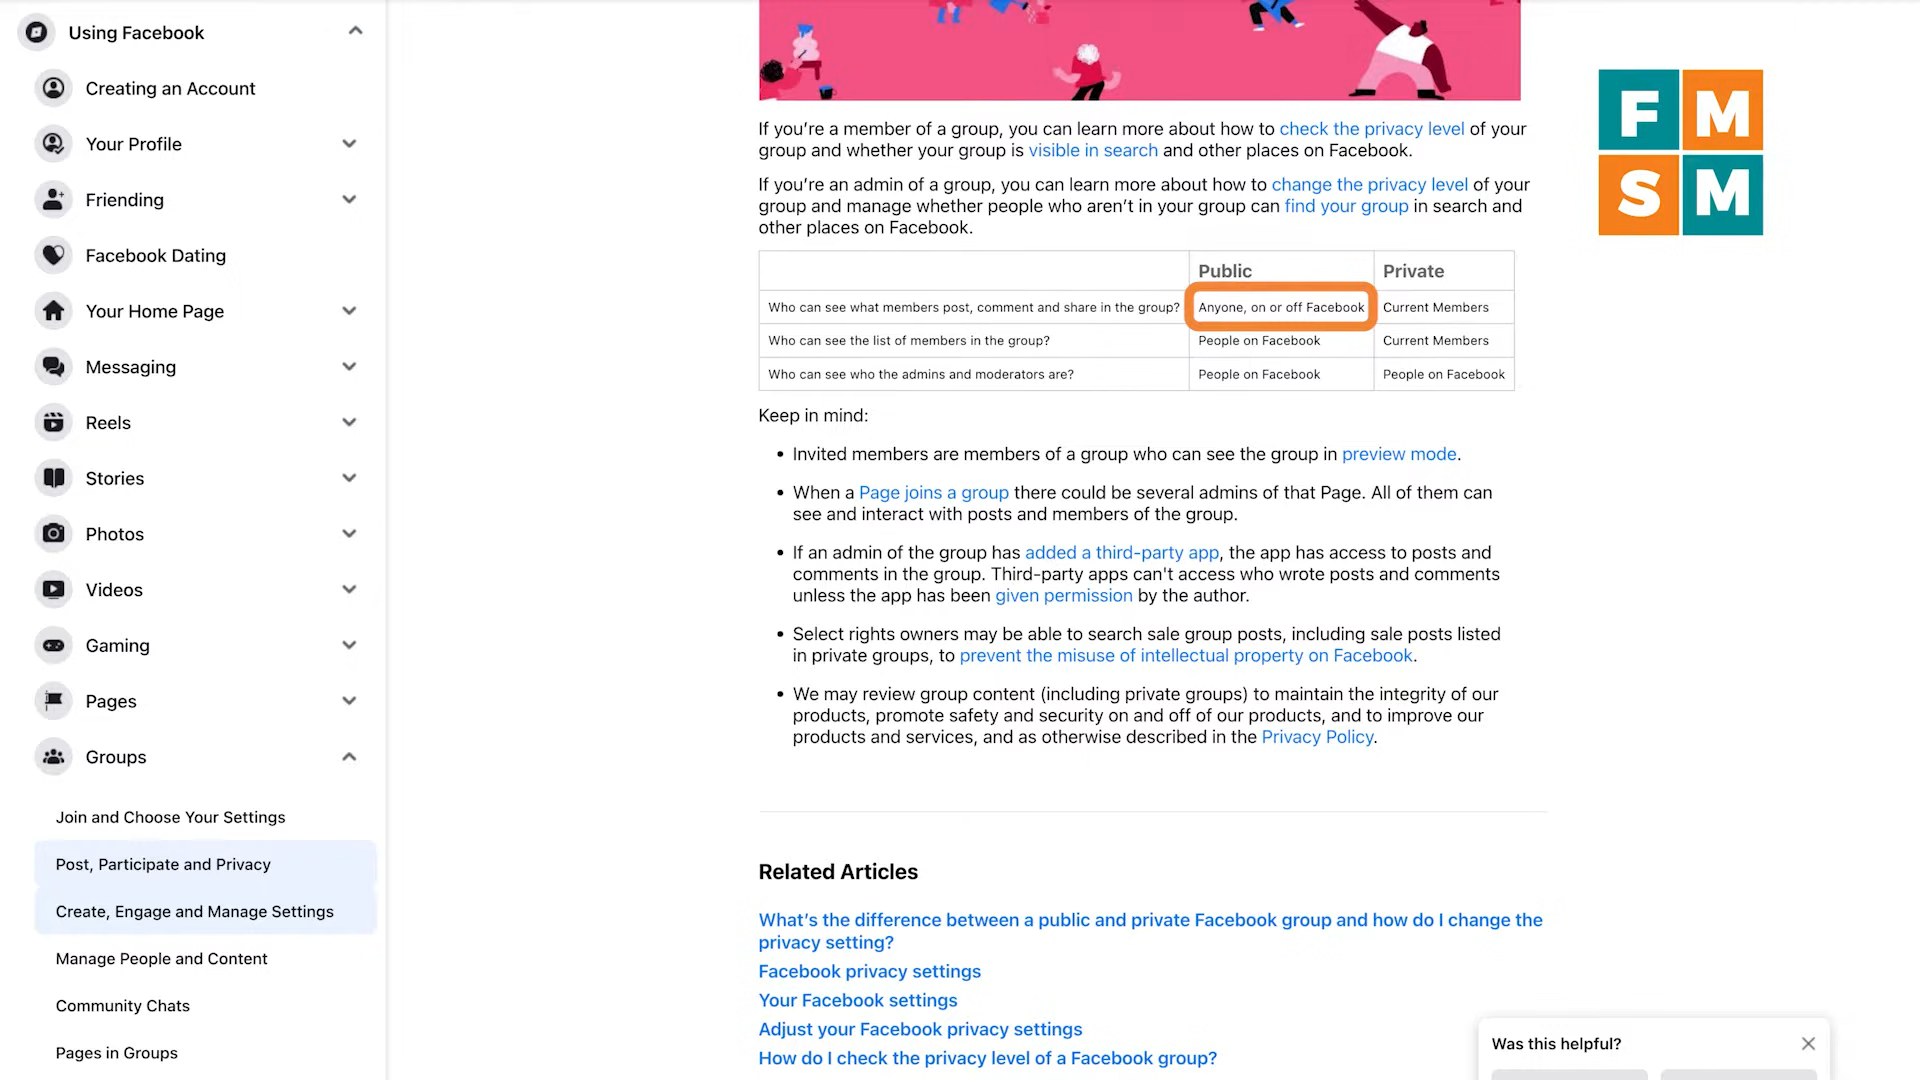 Using Facebook
Creating an Account
Your Profile
Friending
Facebook Dating
Your Home Page
Messaging
Reels
Stories
Photos
Videos
Gaming
Pages
Groups
Join and Choose Your Settings
Post, Participate and Privacy
Create, Engage and Manage Settings
Manage People and Content
Community Chats
Pages in Groups
If you’re a member of a group, you can learn more about how to check the privacy level of your
group and whether your group is visible in search and other places on Facebook.
If you’re an admin of a group, you can learn more about how to change the privacy level of your
group and manage whether people who aren’t in your group can find your group in search and
other places on Facebook.
Public Private
Who can see what members post, comment and share in the group? Anyone, on or off Facebook Current Members
Who can see the list of members in the group? People on Facebook Current Members
Who can see who the admins and moderators are? People on Facebook People on Facebook
Keep in mind:
• Invited members are members of a group who can see the group in preview mode.
• When a Page joins a group there could be several admins of that Page. All of them can
see and interact with posts and members of the group.
• If an admin of the group has added a third-party app, the app has access to posts and
comments in the group. Third-party apps can't access who wrote posts and comments
unless the app has been given permission by the author.
• Select rights owners may be able to search sale group posts, including sale posts listed
in private groups, to prevent the misuse of intellectual property on Facebook.
• We may review group content (including private groups) to maintain the integrity of our
products, promote safety and security on and off of our products, and to improve our
products and services, and as otherwise described in the Privacy Policy.
Related Articles
What’s the difference between a public and private Facebook group and how do I change the
privacy setting?
Facebook privacy settings
Your Facebook settings
Adjust your Facebook privacy settings
How do I check the privacy level of a Facebook group?
FM
SM
Was this helpful?